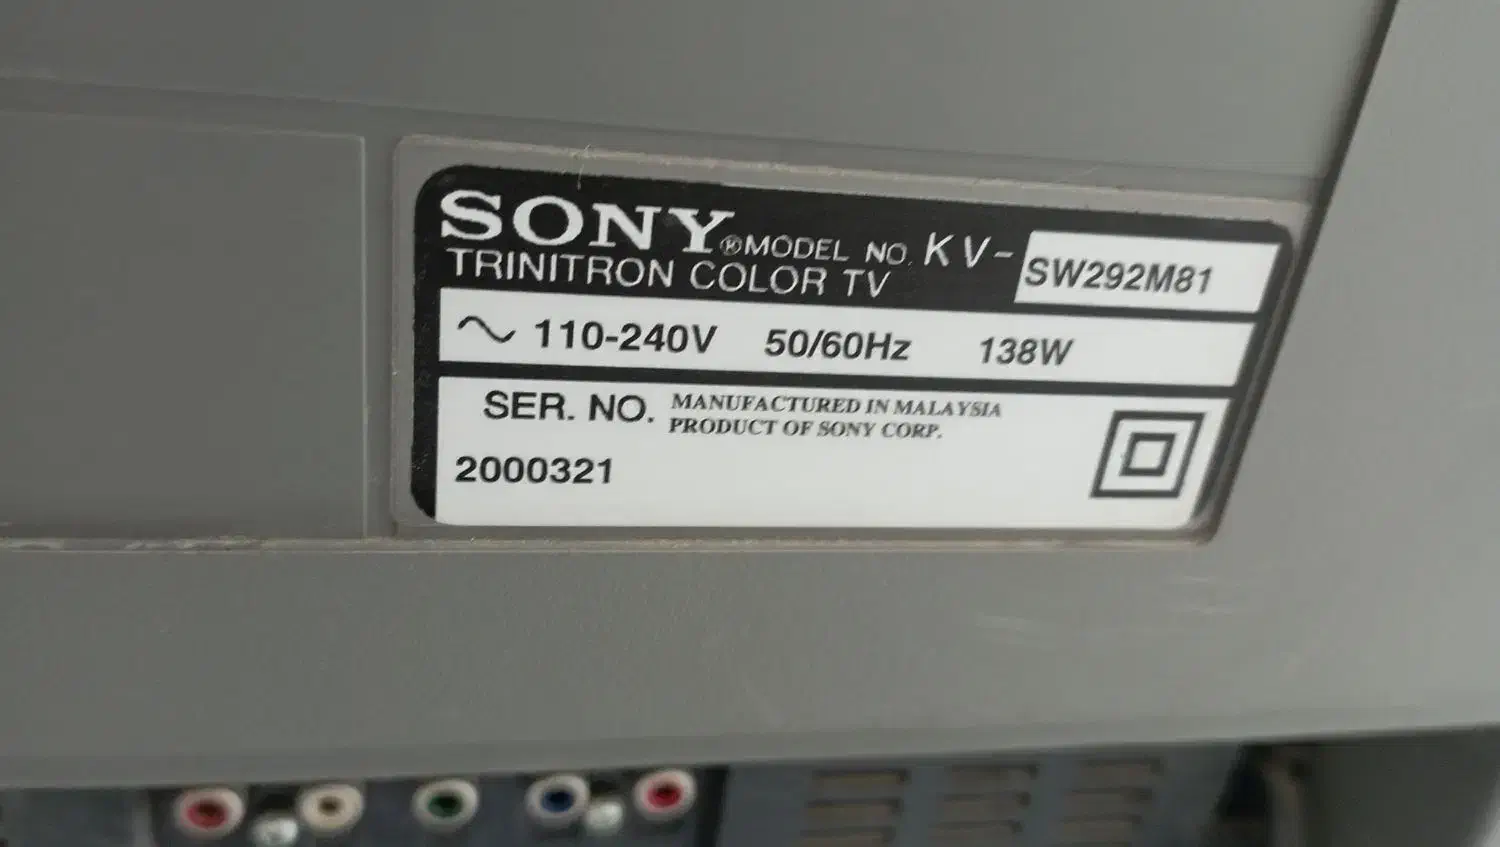 SONY® MODEL NO. KV-SW292M81
TRINITRON COLOR TV
110-240V 50/60Hz 138W
SER. NO. MANUFACTURED IN MALAYSIA
PRODUCT OF SONY CORP.
2000321